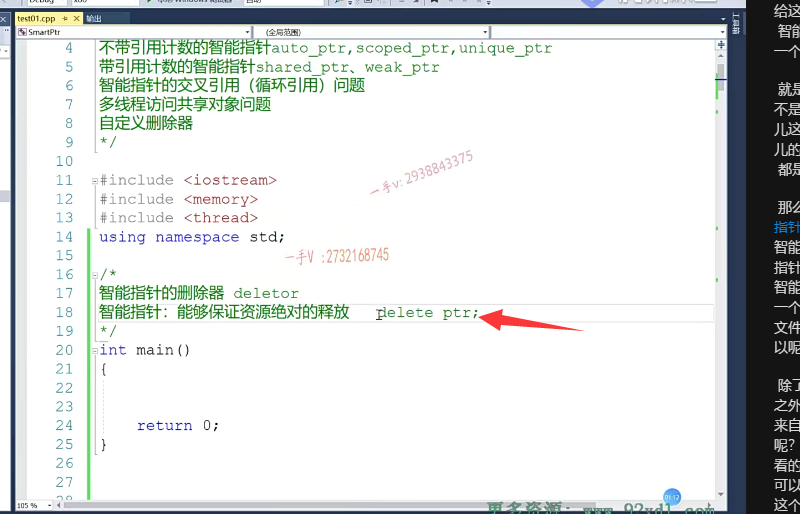 test01.cpp
输出
SmartPtr
(全局范围)
4 不带引用计数的智能指针auto_ptr,scoped_ptr,unique_ptr
5 带引用计数的智能指针shared_ptr、weak_ptr
6 智能指针的交叉引用（循环引用）问题
7 多线程访问共享对象问题
8 自定义删除器
9 */
10
11 #include <iostream>
12 #include <memory>
13 #include <thread>
14 using namespace std;
15
16 /*
17 智能指针的删除器 deletor
18 智能指针：能够保证资源绝对的释放 delete ptr;
19 */
20 int main()
21 {
22
23
24 return 0;
25 }
26
27
一手v: 2938843375
一手V :2732168745
105 %
01:12
给这
智能
一个
就是
不是
儿这
儿的
都是
那么
指针
智能
指针
智能
一个
文件
以呢
除了
之外
来自
呢?
看的
可以
这个